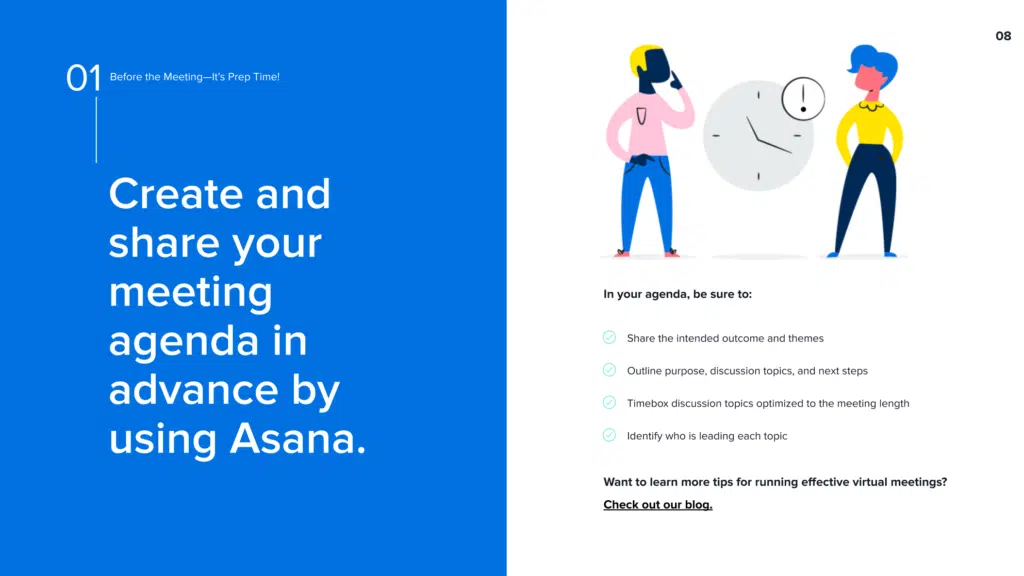 01
Before the Meeting—It's Prep Time!
Create and
share your
meeting
agenda in
advance by
using Asana.
08
!
In your agenda, be sure to:
Share the intended outcome and themes
Outline purpose, discussion topics, and next steps
Timebox discussion topics optimized to the meeting length
Identify who is leading each topic
Want to learn more tips for running effective virtual meetings?
Check out our blog.